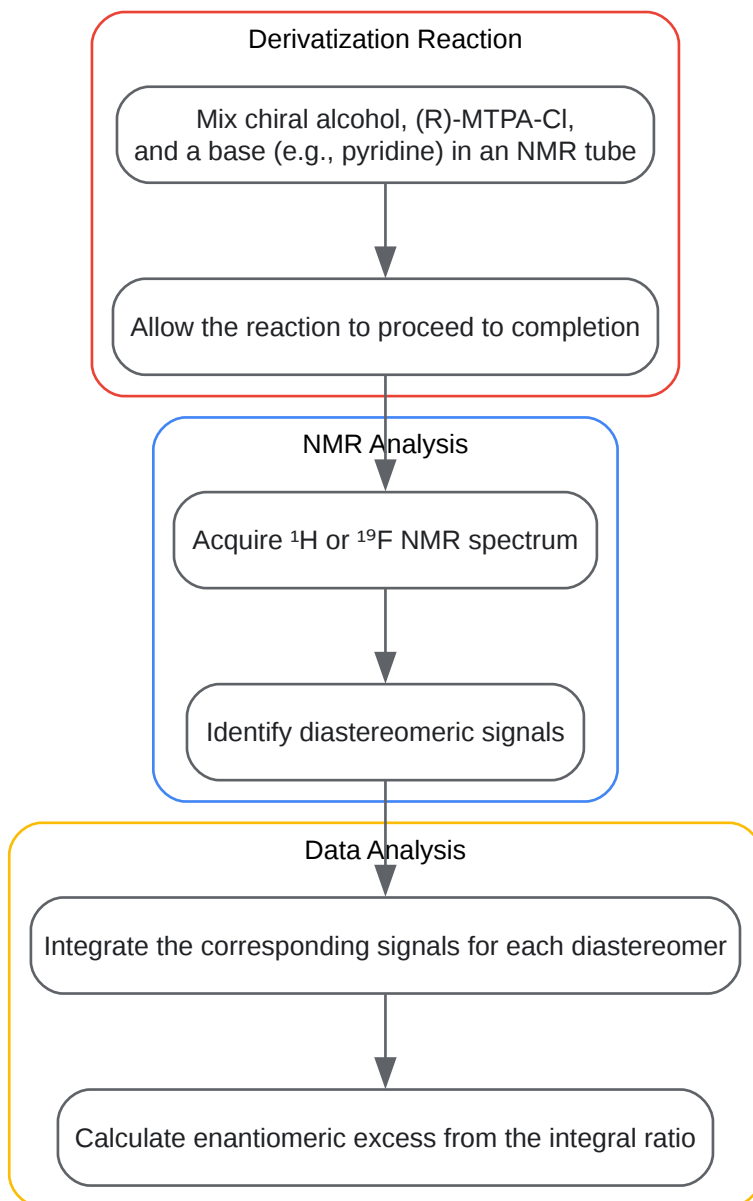 Derivatization Reaction
Mix chiral alcohol, (R)-MTPA-Cl,
and a base (e.g., pyridine) in an NMR tube
Allow the reaction to proceed to completion
NMR Analysis
Acquire ¹H or ¹⁹F NMR spectrum
Identify diastereomeric signals
Data Analysis
Integrate the corresponding signals for each diastereomer
Calculate enantiomeric excess from the integral ratio